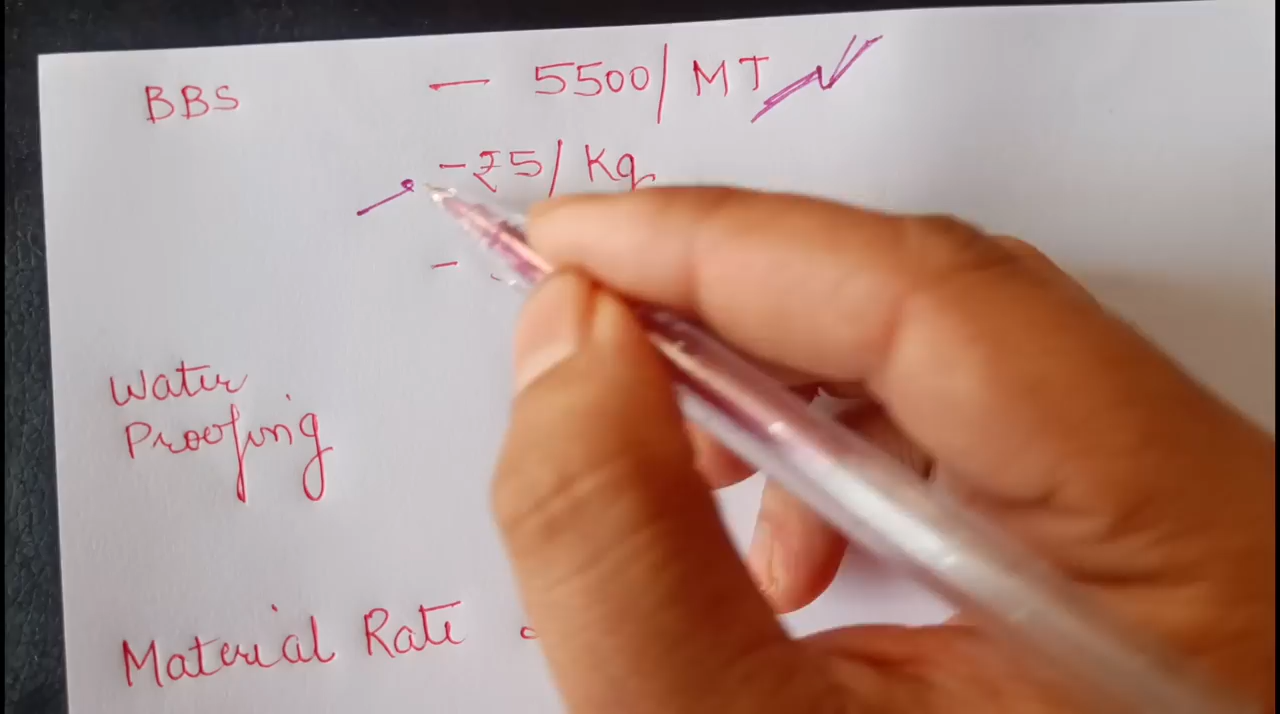 BBS — 5500/MT
- ₹5/Kg
-
Water
Proofing
Material Rate